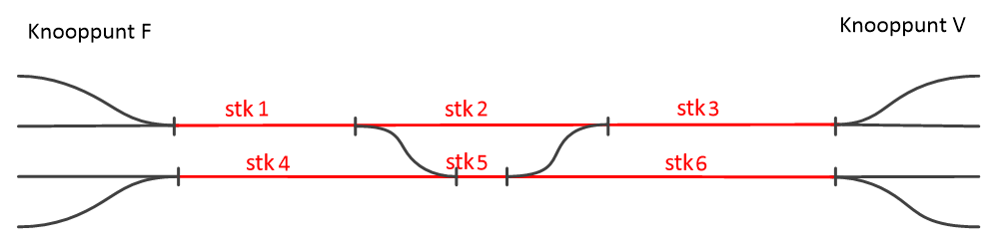 Knooppunt F
Knooppunt V
stk 1
stk 2
stk 3
stk 4
stk 5
stk 6